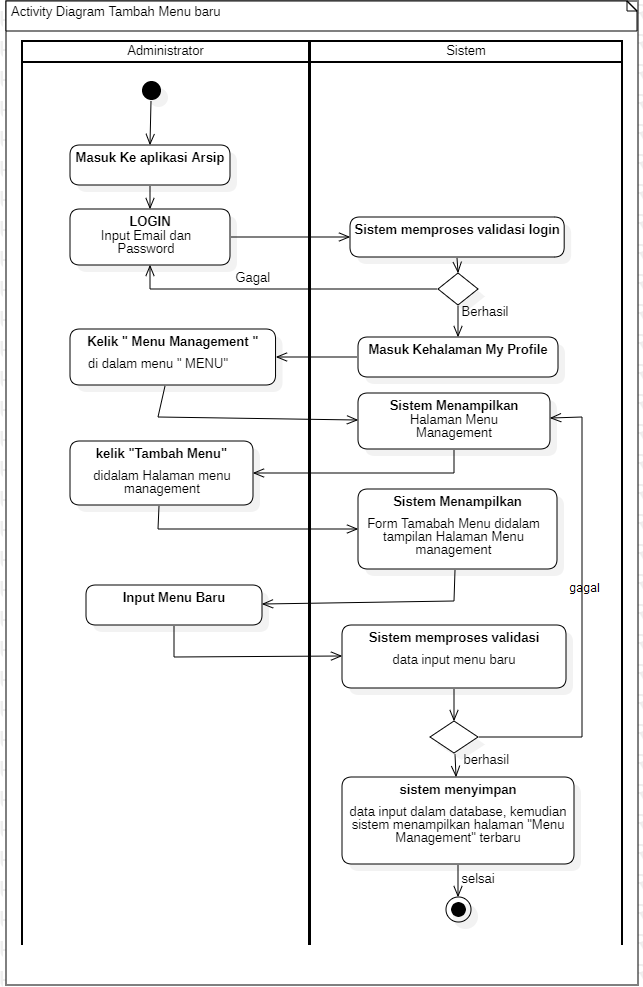 Activity Diagram Tambah Menu baru
Administrator
Sistem
Masuk Ke aplikasi Arsip
LOGIN
Input Email dan
Password
Sistem memproses validasi login
Gagal
Berhasil
Kelik " Menu Management "
di dalam menu " MENU"
Masuk Kehalaman My Profile
Sistem Menampilkan
Halaman Menu
Management
kelik "Tambah Menu"
didalam Halaman menu
management
Sistem Menampilkan
Form Tamabah Menu didalam
tampilan Halaman Menu
management
gagal
Input Menu Baru
Sistem memproses validasi
data input menu baru
berhasil
sistem menyimpan
data input dalam database, kemudian
sistem menampilkan halaman "Menu
Management" terbaru
selsai